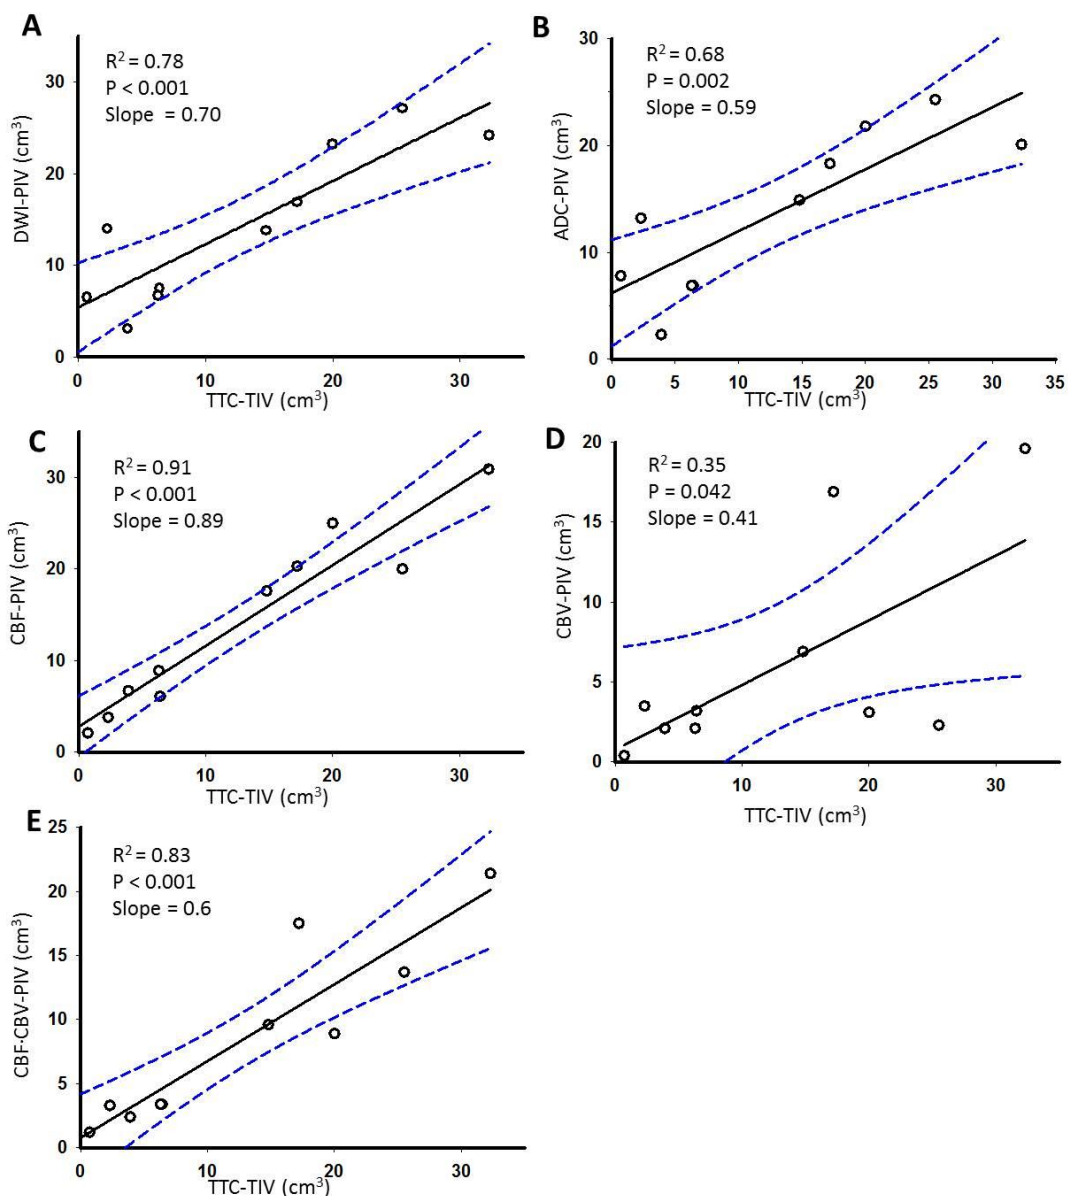 A
R² = 0.78
P < 0.001
Slope = 0.70
DWI-PIV (cm³)
30
20
10
0
0 10 20 30
TTC-TIV (cm³)
B
R² = 0.68
P = 0.002
Slope = 0.59
ADC-PIV (cm³)
30
20
10
0
0 5 10 15 20 25 30 35
TTC-TIV (cm³)
C
R² = 0.91
P < 0.001
Slope = 0.89
CBF-PIV (cm³)
30
20
10
0
0 10 20 30
TTC-TIV (cm³)
D
R² = 0.35
P = 0.042
Slope = 0.41
CBV-PIV (cm³)
20
15
10
5
0
0 10 20 30
TTC-TIV (cm³)
E
R² = 0.83
P < 0.001
Slope = 0.6
CBF-CBV-PIV (cm³)
25
20
15
10
5
0
0 10 20 30
TTC-TIV (cm³)